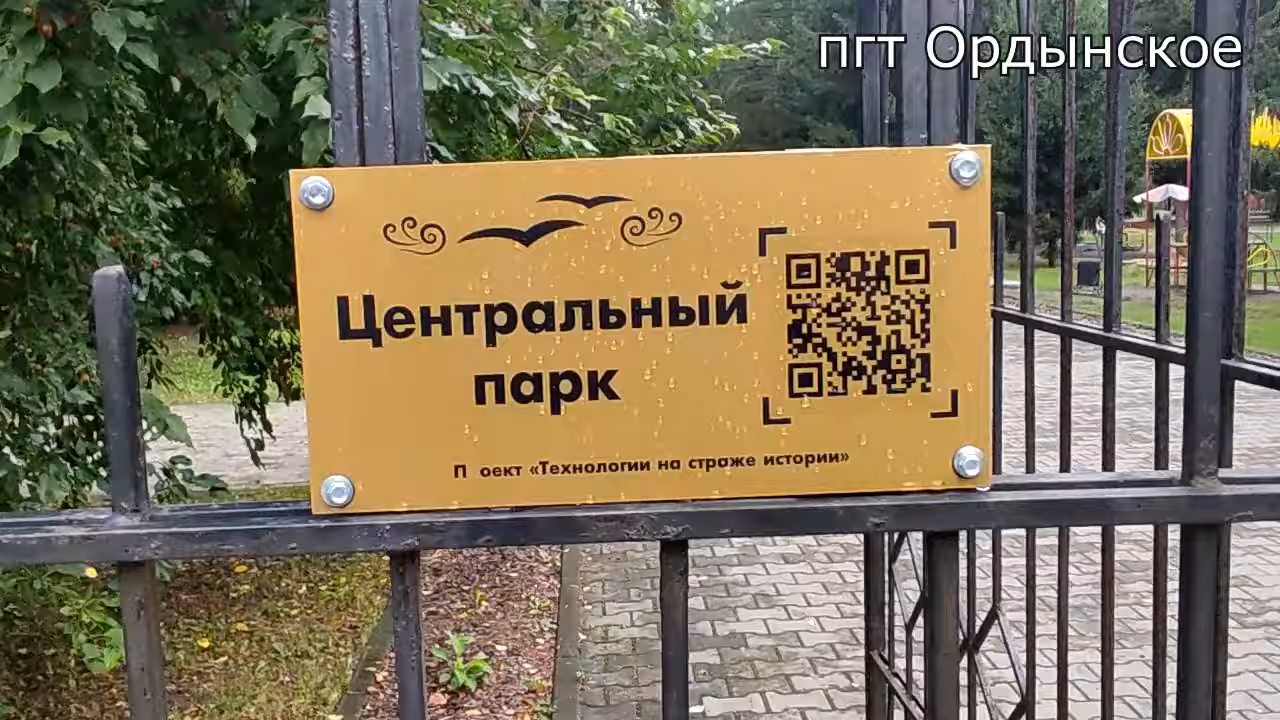 пгт Ордынское
Центральный
парк
П оект «Технологии на страже истории»